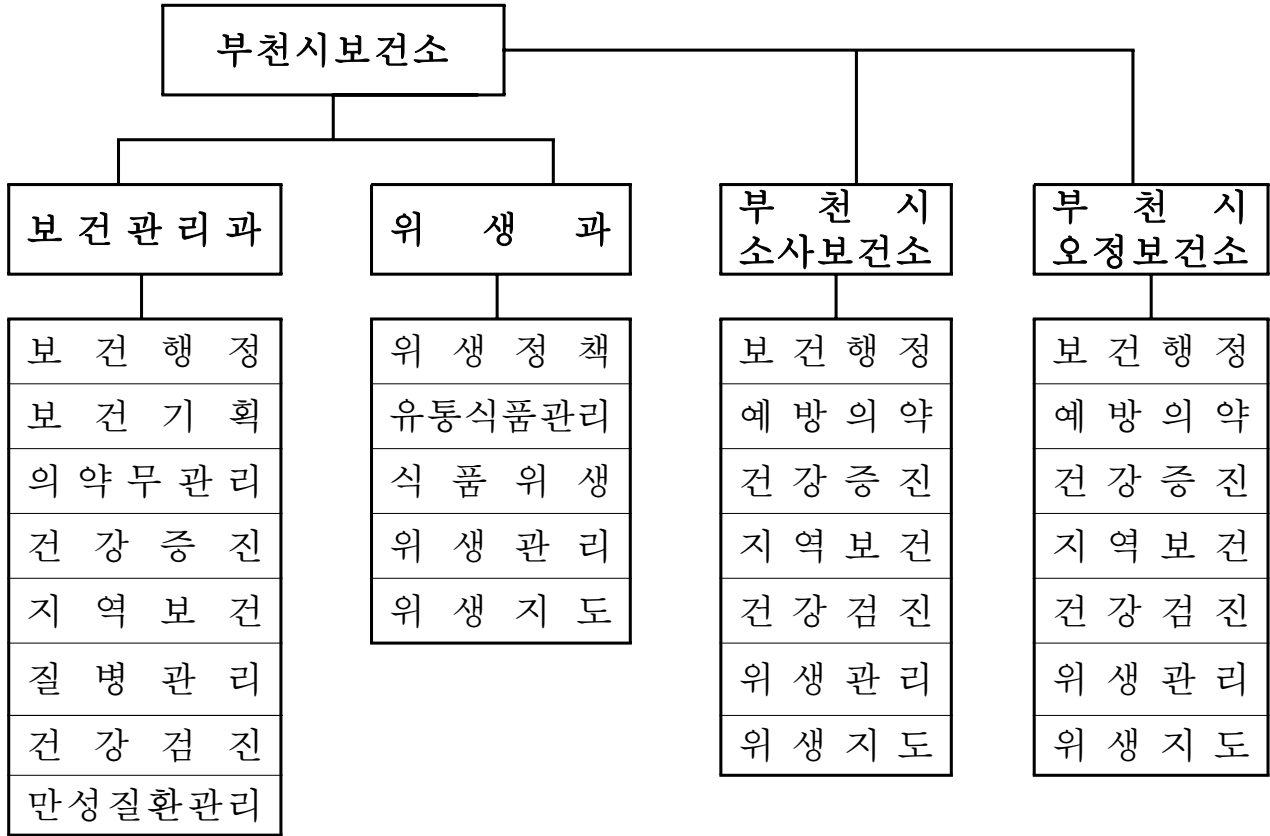 부천시보건소
보건관리과
위생과
부천시
소사보건소
부천시
오정보건소
보건행정
보건기획
의약무관리
건강증진
지역보건
질병관리
건강검진
만성질환관리
위생정책
유통식품관리
식품위생
위생관리
위생지도
보건행정
예방의약
건강증진
지역보건
건강검진
위생관리
위생지도
보건행정
예방의약
건강증진
지역보건
건강검진
위생관리
위생지도